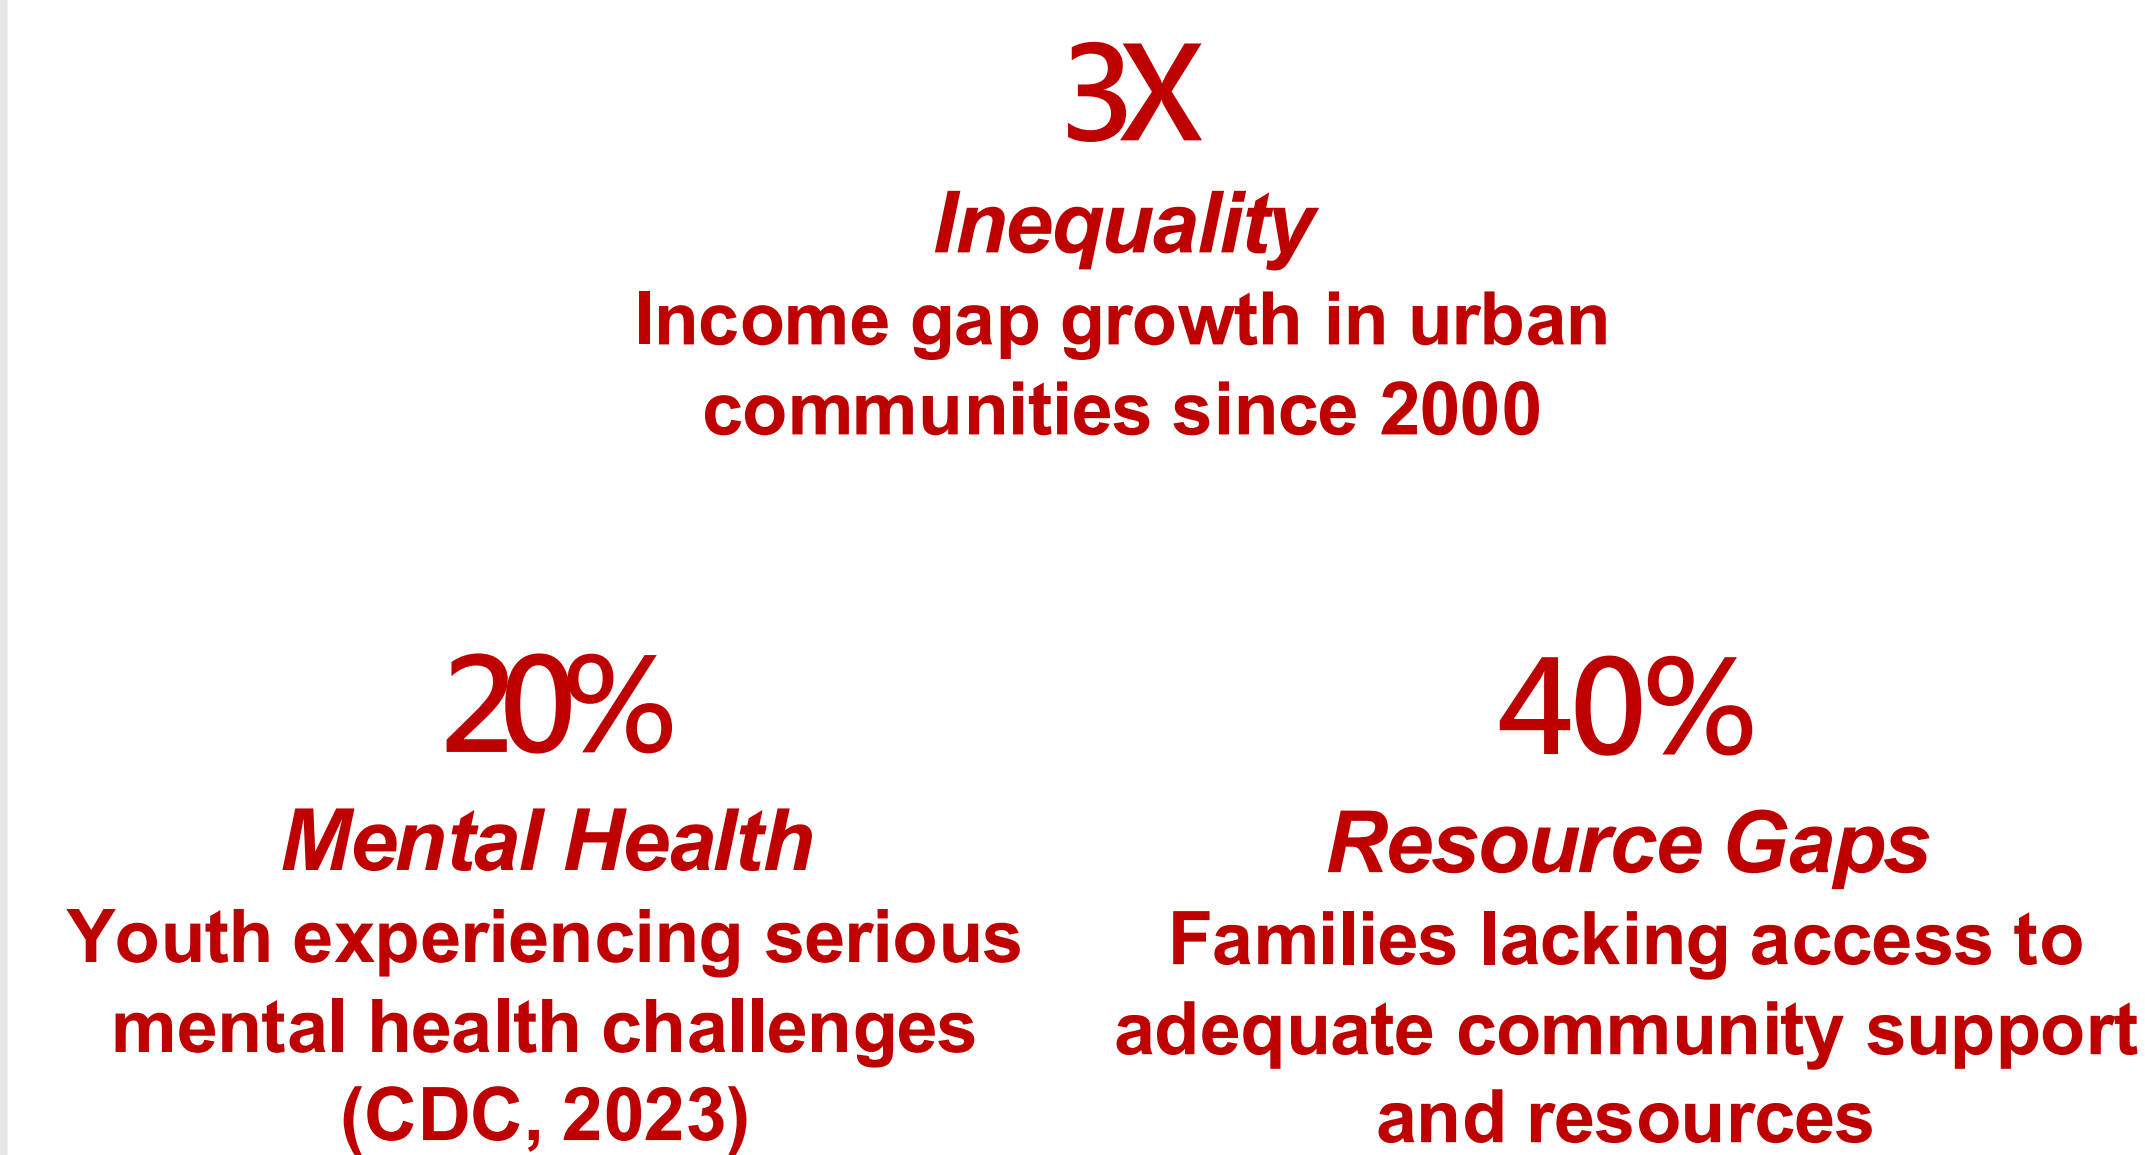 3X
Inequality
Income gap growth in urban
communities since 2000
20%
Mental Health
Youth experiencing serious
mental health challenges
(CDC, 2023)
40%
Resource Gaps
Families lacking access to
adequate community support
and resources